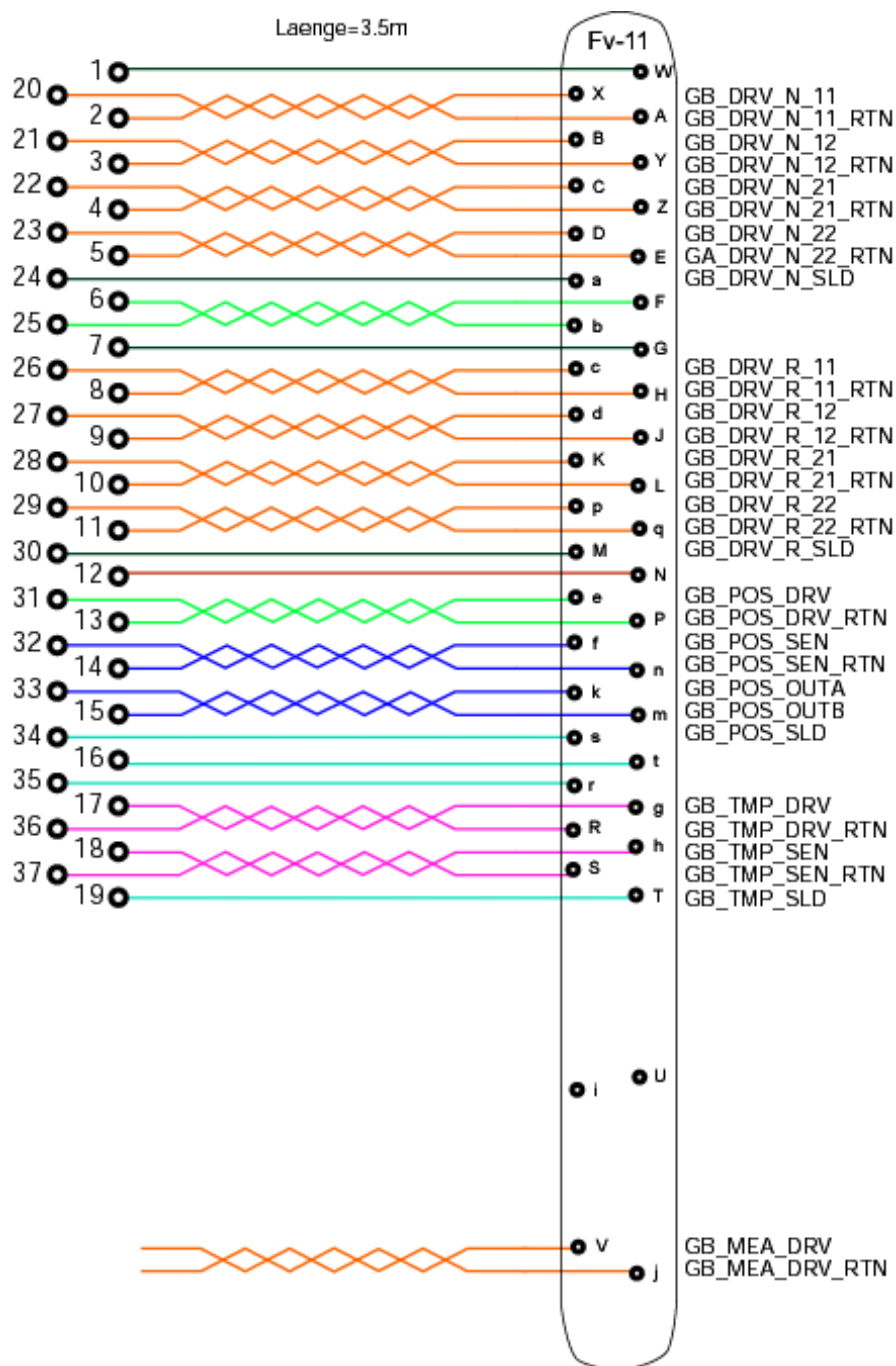 Laenge=3.5m
Fv-11
1 W
20 X GB_DRV_N_11
2 A GB_DRV_N_11_RTN
21 B GB_DRV_N_12
3 Y GB_DRV_N_12_RTN
22 C GB_DRV_N_21
4 Z GB_DRV_N_21_RTN
23 D GB_DRV_N_22
5 E GA_DRV_N_22_RTN
24 a GB_DRV_N_SLD
6 F
25 b
7 G
26 c GB_DRV_R_11
8 H GB_DRV_R_11_RTN
27 d GB_DRV_R_12
9 J GB_DRV_R_12_RTN
28 K GB_DRV_R_21
10 L GB_DRV_R_21_RTN
29 p GB_DRV_R_22
11 q GB_DRV_R_22_RTN
30 M GB_DRV_R_SLD
12 N
31 e GB_POS_DRV
13 P GB_POS_DRV_RTN
32 f GB_POS_SEN
14 n GB_POS_SEN_RTN
33 k GB_POS_OUTA
15 m GB_POS_OUTB
34 s GB_POS_SLD
16 t
35 r
17 g GB_TMP_DRV
36 R GB_TMP_DRV_RTN
18 h GB_TMP_SEN
37 S GB_TMP_SEN_RTN
19 T GB_TMP_SLD
U
i
V GB_MEA_DRV
j GB_MEA_DRV_RTN